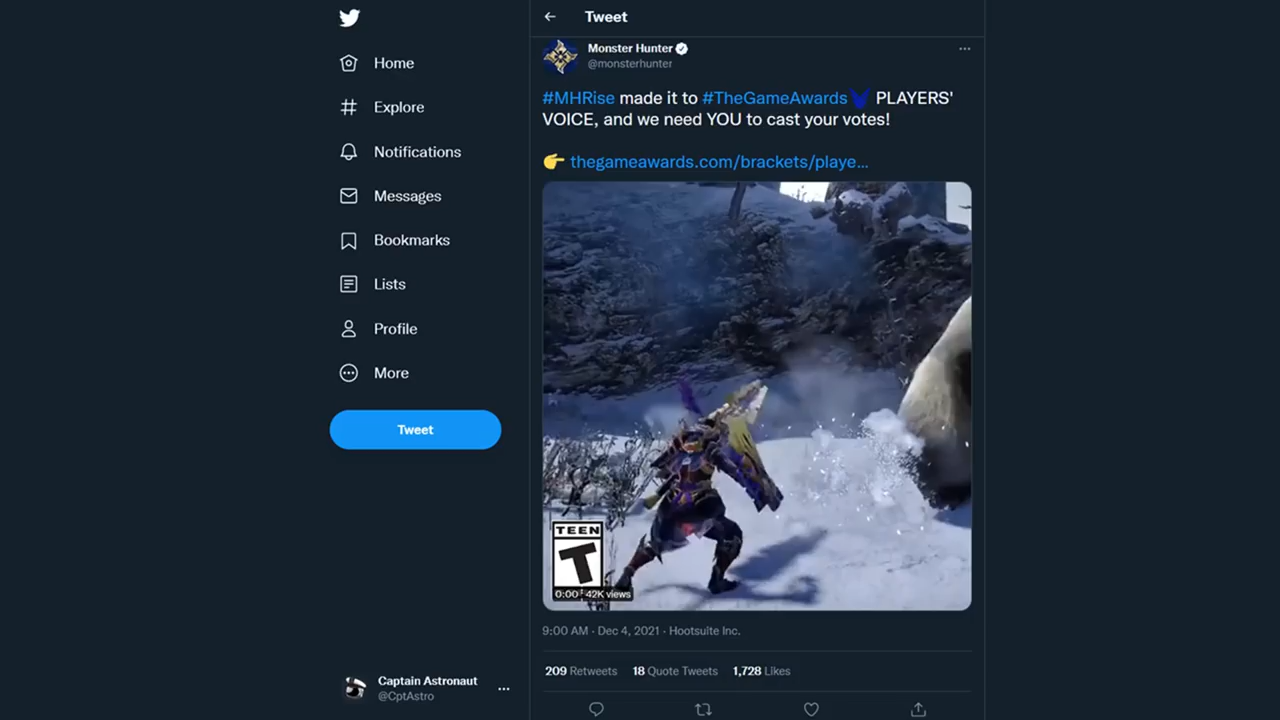 Tweet
Home
Explore
Notifications
Messages
Bookmarks
Lists
Profile
More
Tweet
Captain Astronaut
@CptAstro
Monster Hunter
@monsterhunter
#MHRise made it to #TheGameAwards PLAYERS'
VOICE, and we need YOU to cast your votes!
👉 thegameawards.com/brackets/playe...
TEEN
T
0:00 42K views
9:00 AM · Dec 4, 2021 · Hootsuite Inc.
209 Retweets 18 Quote Tweets 1,728 Likes